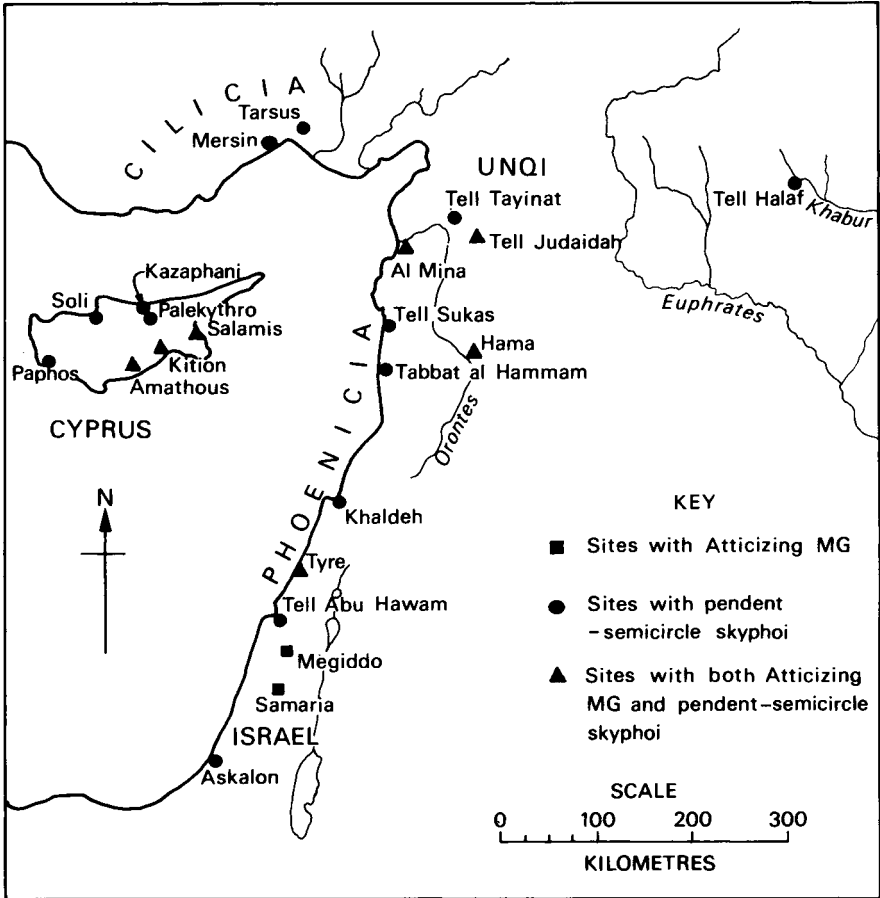 CILICIA
Tarsus
Mersin
UNQI
Tell Tayinat
Tell Halaf
Khabur
Tell Judaidah
Al Mina
Kazaphani
Soli
Palekythro
Salamis
Euphrates
Tell Sukas
Hama
Paphos
Kition
Amathous
Tabbat al Hammam
CYPRUS
Orontes
PHOENICIA
N
Khaldeh
KEY
Sites with Atticizing MG
Tyre
Sites with pendent
-semicircle skyphoi
Tell Abu Hawam
Megiddo
Sites with both Atticizing
MG and pendent-semicircle
skyphoi
Samaria
ISRAEL
Askalon
SCALE
0 100 200 300
KILOMETRES